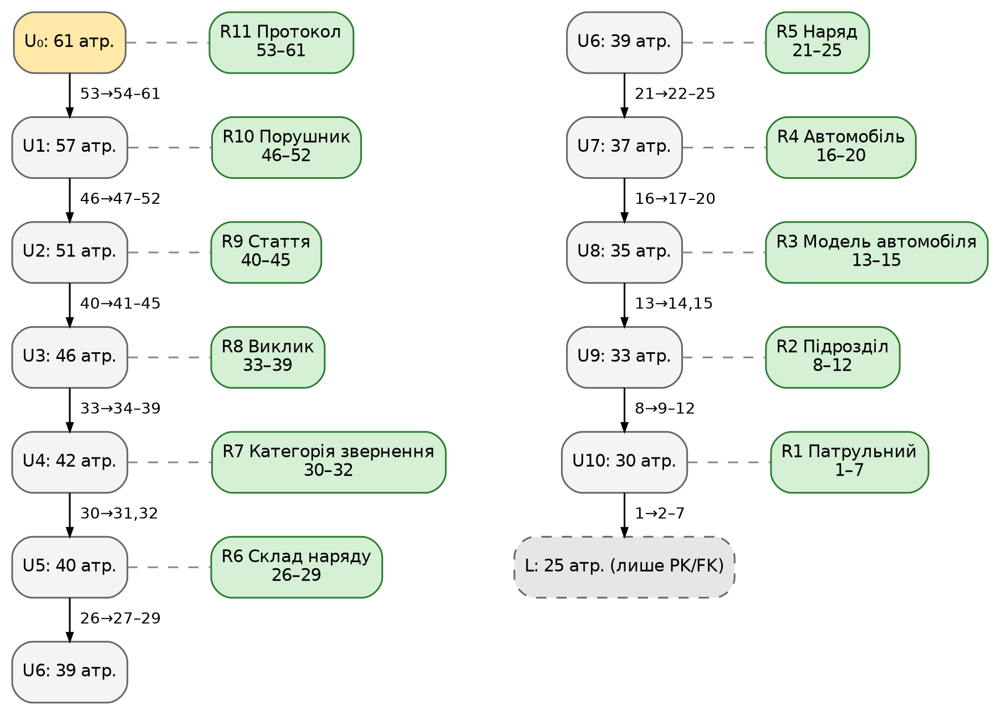 U₀: 61 атр.
R11 Протокол
53–61
53→54–61
U1: 57 атр.
R10 Порушник
46–52
46→47–52
U2: 51 атр.
R9 Стаття
40–45
40→41–45
U3: 46 атр.
R8 Виклик
33–39
33→34–39
U4: 42 атр.
R7 Категорія звернення
30–32
30→31,32
U5: 40 атр.
R6 Склад наряду
26–29
26→27–29
U6: 39 атр.
U6: 39 атр.
R5 Наряд
21–25
21→22–25
U7: 37 атр.
R4 Автомобіль
16–20
16→17–20
U8: 35 атр.
R3 Модель автомобіля
13–15
13→14,15
U9: 33 атр.
R2 Підрозділ
8–12
8→9–12
U10: 30 атр.
R1 Патрульний
1–7
1→2–7
L: 25 атр. (лише PK/FK)